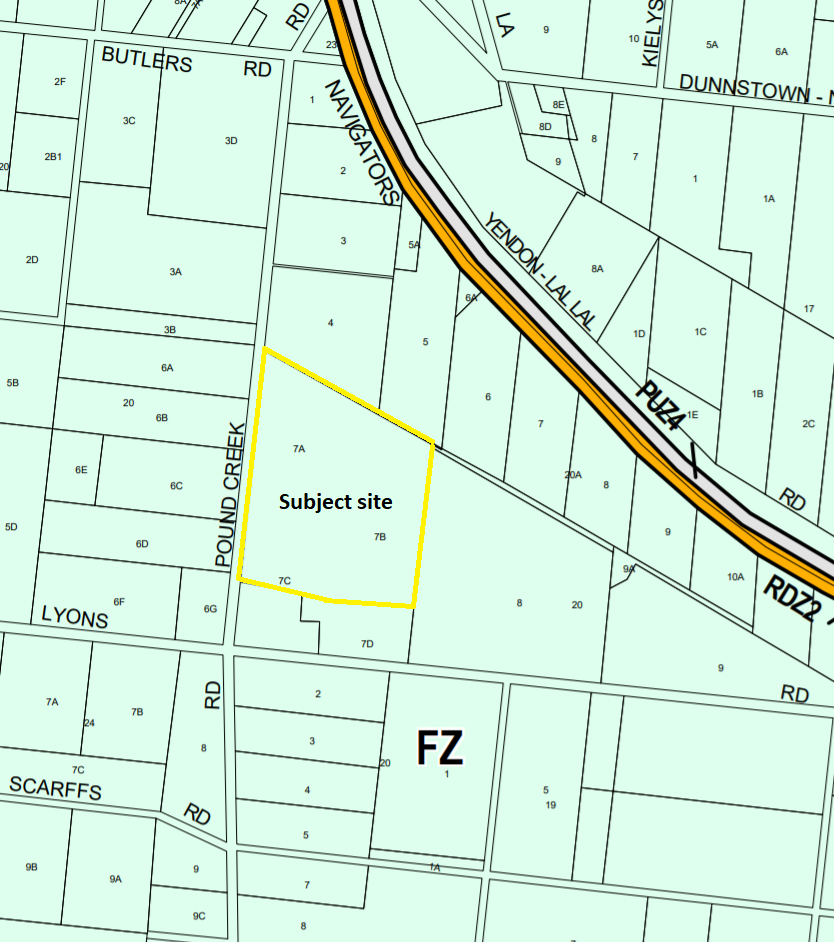 8A
RD
LA
9
10
KIELYS
5A
6A
23
BUTLERS RD
DUNNSTOWN - N
2F
3C
3D
1
NAVIGATORS
8E
8D
8
7
9
1
1A
20
2B1
2
3
5A
YENDON - LAL LAL
8A
2D
3A
6A
17
4
5
1D
1C
3B
6A
5B
20
6B
6
7
PUZ4
1E
1B
2C
7A
6E
6C
POUND CREEK
Subject site
20A
8
RD
5D
6D
7B
9
7C
9A
10A
RDZ2
6F
6G
8
20
LYONS
7D
9
RD
7A
24
7B
RD
2
8
3
FZ
20
1
7C
4
5
19
SCARFFS
RD
5
9B
9A
9
1A
7
9C
8
7